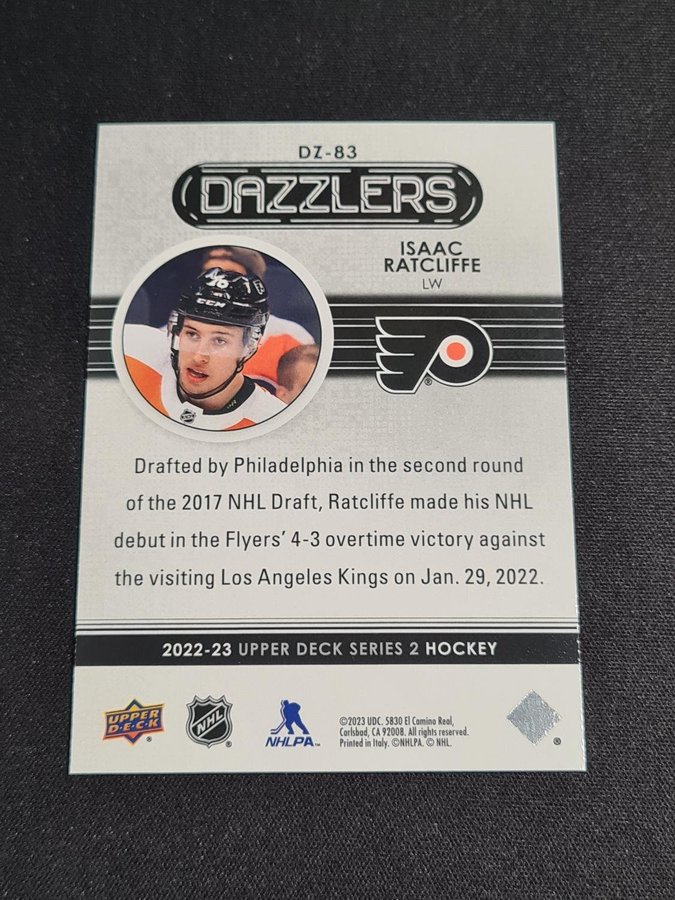 DZ-83
DAZZLERS
ISAAC
RATCLIFFE
LW
CCM
NHL
Drafted by Philadelphia in the second round
of the 2017 NHL Draft, Ratcliffe made his NHL
debut in the Flyers' 4-3 overtime victory against
the visiting Los Angeles Kings on Jan. 29, 2022.
2022-23 UPPER DECK SERIES 2 HOCKEY
UPPER DECK ®
NHL ®
NHLPA™
©2023 UDC. 5830 El Camino Real,
Carlsbad, CA 92008. All rights reserved.
Printed in Italy. ©NHLPA. © NHL.
®